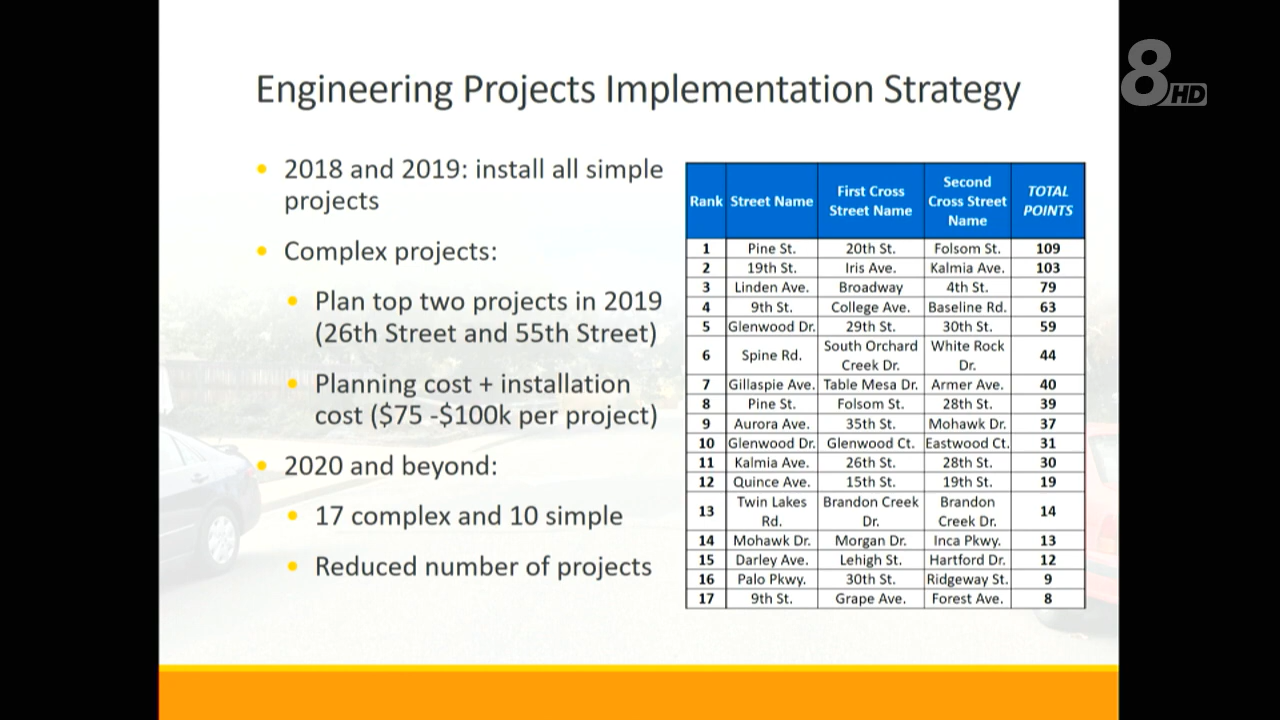 8HD
Engineering Projects Implementation Strategy
• 2018 and 2019: install all simple
projects
• Complex projects:
• Plan top two projects in 2019
(26th Street and 55th Street)
• Planning cost + installation
cost ($75 -$100k per project)
• 2020 and beyond:
• 17 complex and 10 simple
• Reduced number of projects
Rank Street Name First Cross Street Name Second Cross Street Name TOTAL POINTS
1 Pine St. 20th St. Folsom St. 109
2 19th St. Iris Ave. Kalmia Ave. 103
3 Linden Ave. Broadway 4th St. 79
4 9th St. College Ave. Baseline Rd. 63
5 Glenwood Dr. 29th St. 30th St. 59
6 Spine Rd. South Orchard Creek Dr. White Rock Dr. 44
7 Gillaspie Ave. Table Mesa Dr. Armer Ave. 40
8 Pine St. Folsom St. 28th St. 39
9 Aurora Ave. 35th St. Mohawk Dr. 37
10 Glenwood Dr. Glenwood Ct. Eastwood Ct. 31
11 Kalmia Ave. 26th St. 28th St. 30
12 Quince Ave. 15th St. 19th St. 19
13 Twin Lakes Rd. Brandon Creek Dr. Brandon Creek Dr. 14
14 Mohawk Dr. Morgan Dr. Inca Pkwy. 13
15 Darley Ave. Lehigh St. Hartford Dr. 12
16 Palo Pkwy. 30th St. Ridgeway St. 9
17 9th St. Grape Ave. Forest Ave. 8